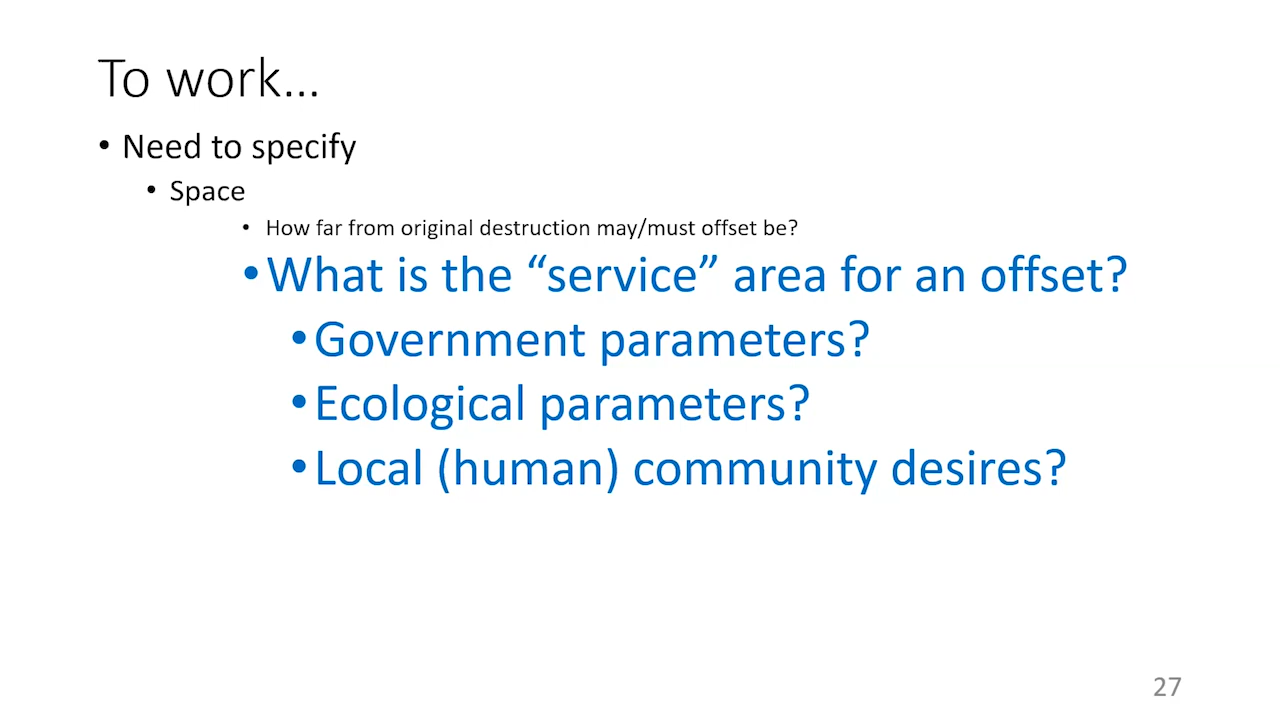 To work...
• Need to specify
• Space
• How far from original destruction may/must offset be?
• What is the “service” area for an offset?
• Government parameters?
• Ecological parameters?
• Local (human) community desires?
27